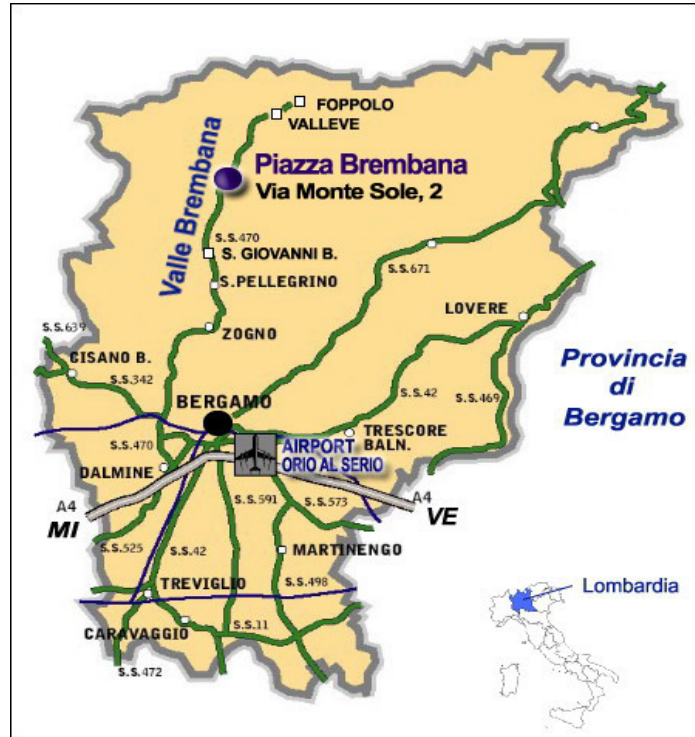 FOPPOLO
VALLEVE
Valle Brembana
Piazza Brembana
Via Monte Sole, 2
S.S.470
S. GIOVANNI B.
S.PELLEGRINO
S.S.671
LOVERE
S.S.639
ZOGNO
CISANO B.
Provincia
di
Bergamo
S.S.342
BERGAMO
S.S.42
S.S.469
TRESCORE
BALN.
S.S.470
AIRPORT
ORIO AL SERIO
DALMINE
A4
MI
S.S.591
S.S.573
A4
VE
S.S.525
S.S.42
MARTINENGO
TREVIGLIO
S.S.498
Lombardia
CARAVAGGIO
S.S.11
S.S.472